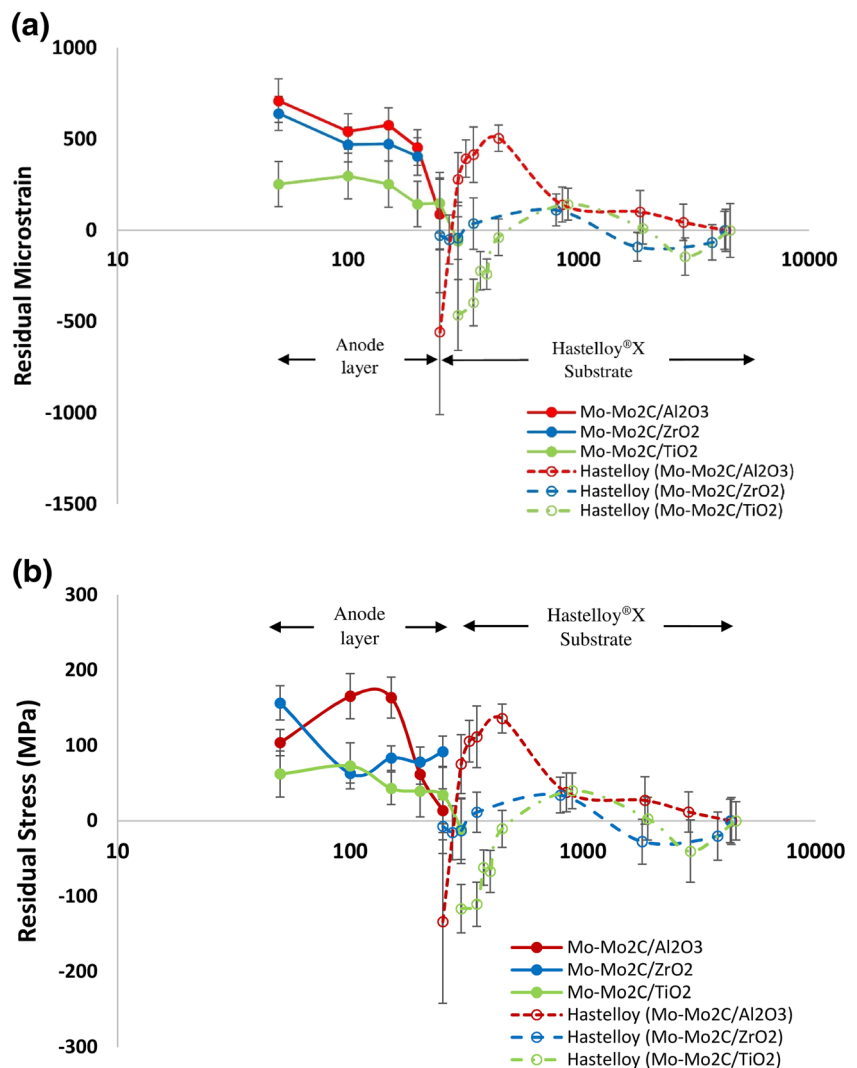 (a)
1000
500
0
-500
-1000
-1500
10
100
1000
10000
Residual Microstrain
Anode
layer
Hastelloy®X
Substrate
Mo-Mo2C/Al2O3
Mo-Mo2C/ZrO2
Mo-Mo2C/TiO2
Hastelloy (Mo-Mo2C/Al2O3)
Hastelloy (Mo-Mo2C/ZrO2)
Hastelloy (Mo-Mo2C/TiO2)
(b)
300
200
100
0
-100
-200
-300
10
100
1000
10000
Residual Stress (MPa)
Anode
layer
Hastelloy®X
Substrate
Mo-Mo2C/Al2O3
Mo-Mo2C/ZrO2
Mo-Mo2C/TiO2
Hastelloy (Mo-Mo2C/Al2O3)
Hastelloy (Mo-Mo2C/ZrO2)
Hastelloy (Mo-Mo2C/TiO2)